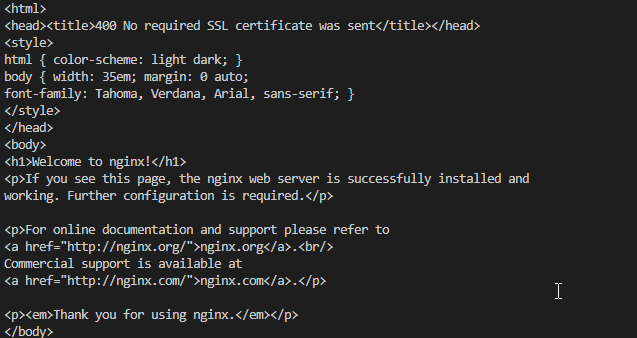 <html>
<head><title>400 No required SSL certificate was sent</title></head>
<style>
html { color-scheme: light dark; }
body { width: 35em; margin: 0 auto;
font-family: Tahoma, Verdana, Arial, sans-serif; }
</style>
</head>
<body>
<h1>Welcome to nginx!</h1>
<p>If you see this page, the nginx web server is successfully installed and
working. Further configuration is required.</p>

<p>For online documentation and support please refer to
<a href="http://nginx.org/">nginx.org</a>.<br/>
Commercial support is available at
<a href="http://nginx.com/">nginx.com</a>.</p>

<p><em>Thank you for using nginx.</em></p>
</body>